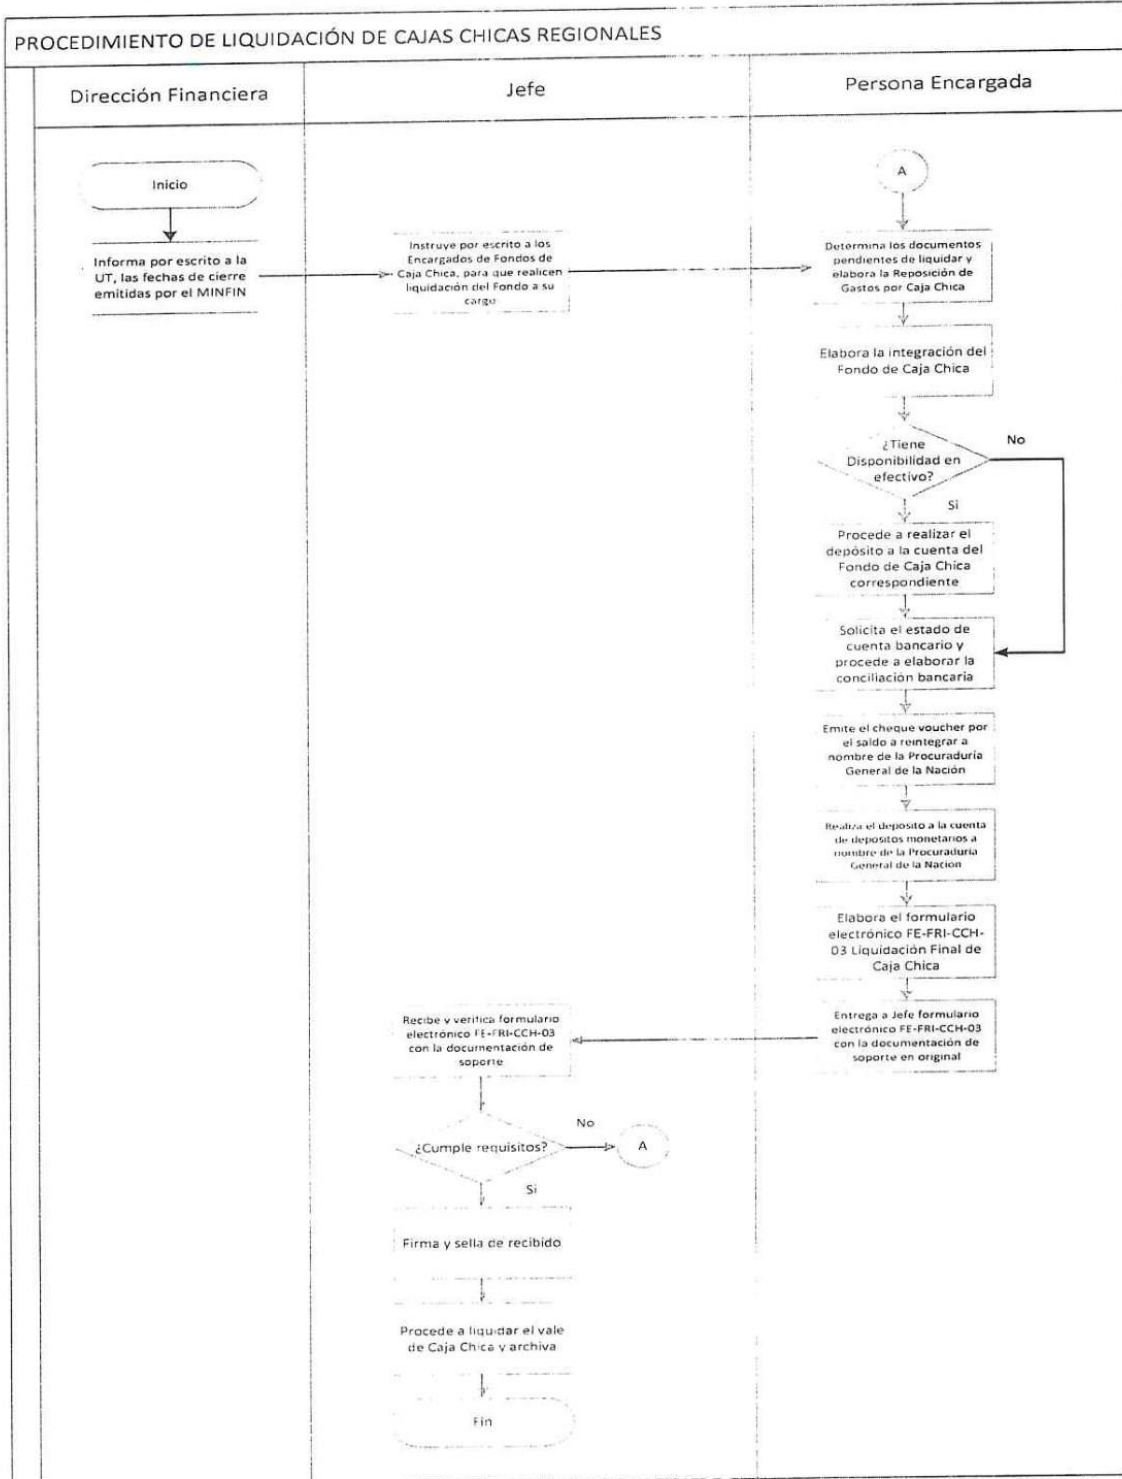 PROCEDIMIENTO DE LIQUIDACIÓN DE CAJAS CHICAS REGIONALES
Dirección Financiera
Jefe
Persona Encargada
Inicio
Informa por escrito a la
UT, las fechas de cierre
emitidas por el MINFIN
Instruye por escrito a los
Encargados de Fondos de
Caja Chica, para que realicen
liquidación del Fondo a su
cargo
A
Determina los documentos
pendientes de liquidar y
elabora la Reposición de
Gastos por Caja Chica
Elabora la integración del
Fondo de Caja Chica
¿Tiene
Disponibilidad en
efectivo?
No
Si
Procede a realizar el
depósito a la cuenta del
Fondo de Caja Chica
correspondiente
Solicita el estado de
cuenta bancario y
procede a elaborar la
conciliación bancaria
Emite el cheque voucher por
el saldo a reintegrar a
nombre de la Procuraduría
General de la Nación
Realiza el deposito a la cuenta
de depositos monetarios a
nombre de la Procuraduría
General de la Nación
Elabora el formulario
electrónico FE-FRI-CCH-
03 Liquidación Final de
Caja Chica
Entrega a Jefe formulario
electrónico FE-FRI-CCH-03
con la documentación de
soporte en original
Recibe y verifica formulario
electrónico FE-FRI-CCH-03
con la documentación de
soporte
¿Cumple requisitos?
No
A
Si
Firma y sella de recibido
Procede a liquidar el vale
de Caja Chica y archiva
Fin